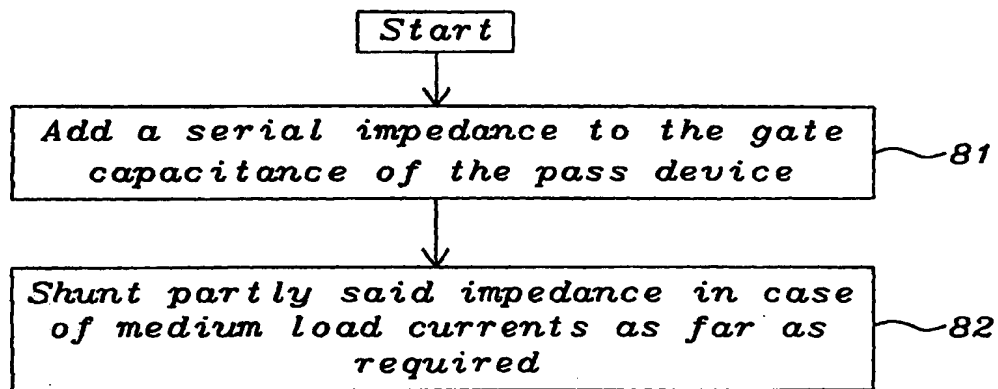 Start
Add a serial impedance to the gate
capacitance of the pass device
81
Shunt partly said impedance in case
of medium load currents as far as
required
82